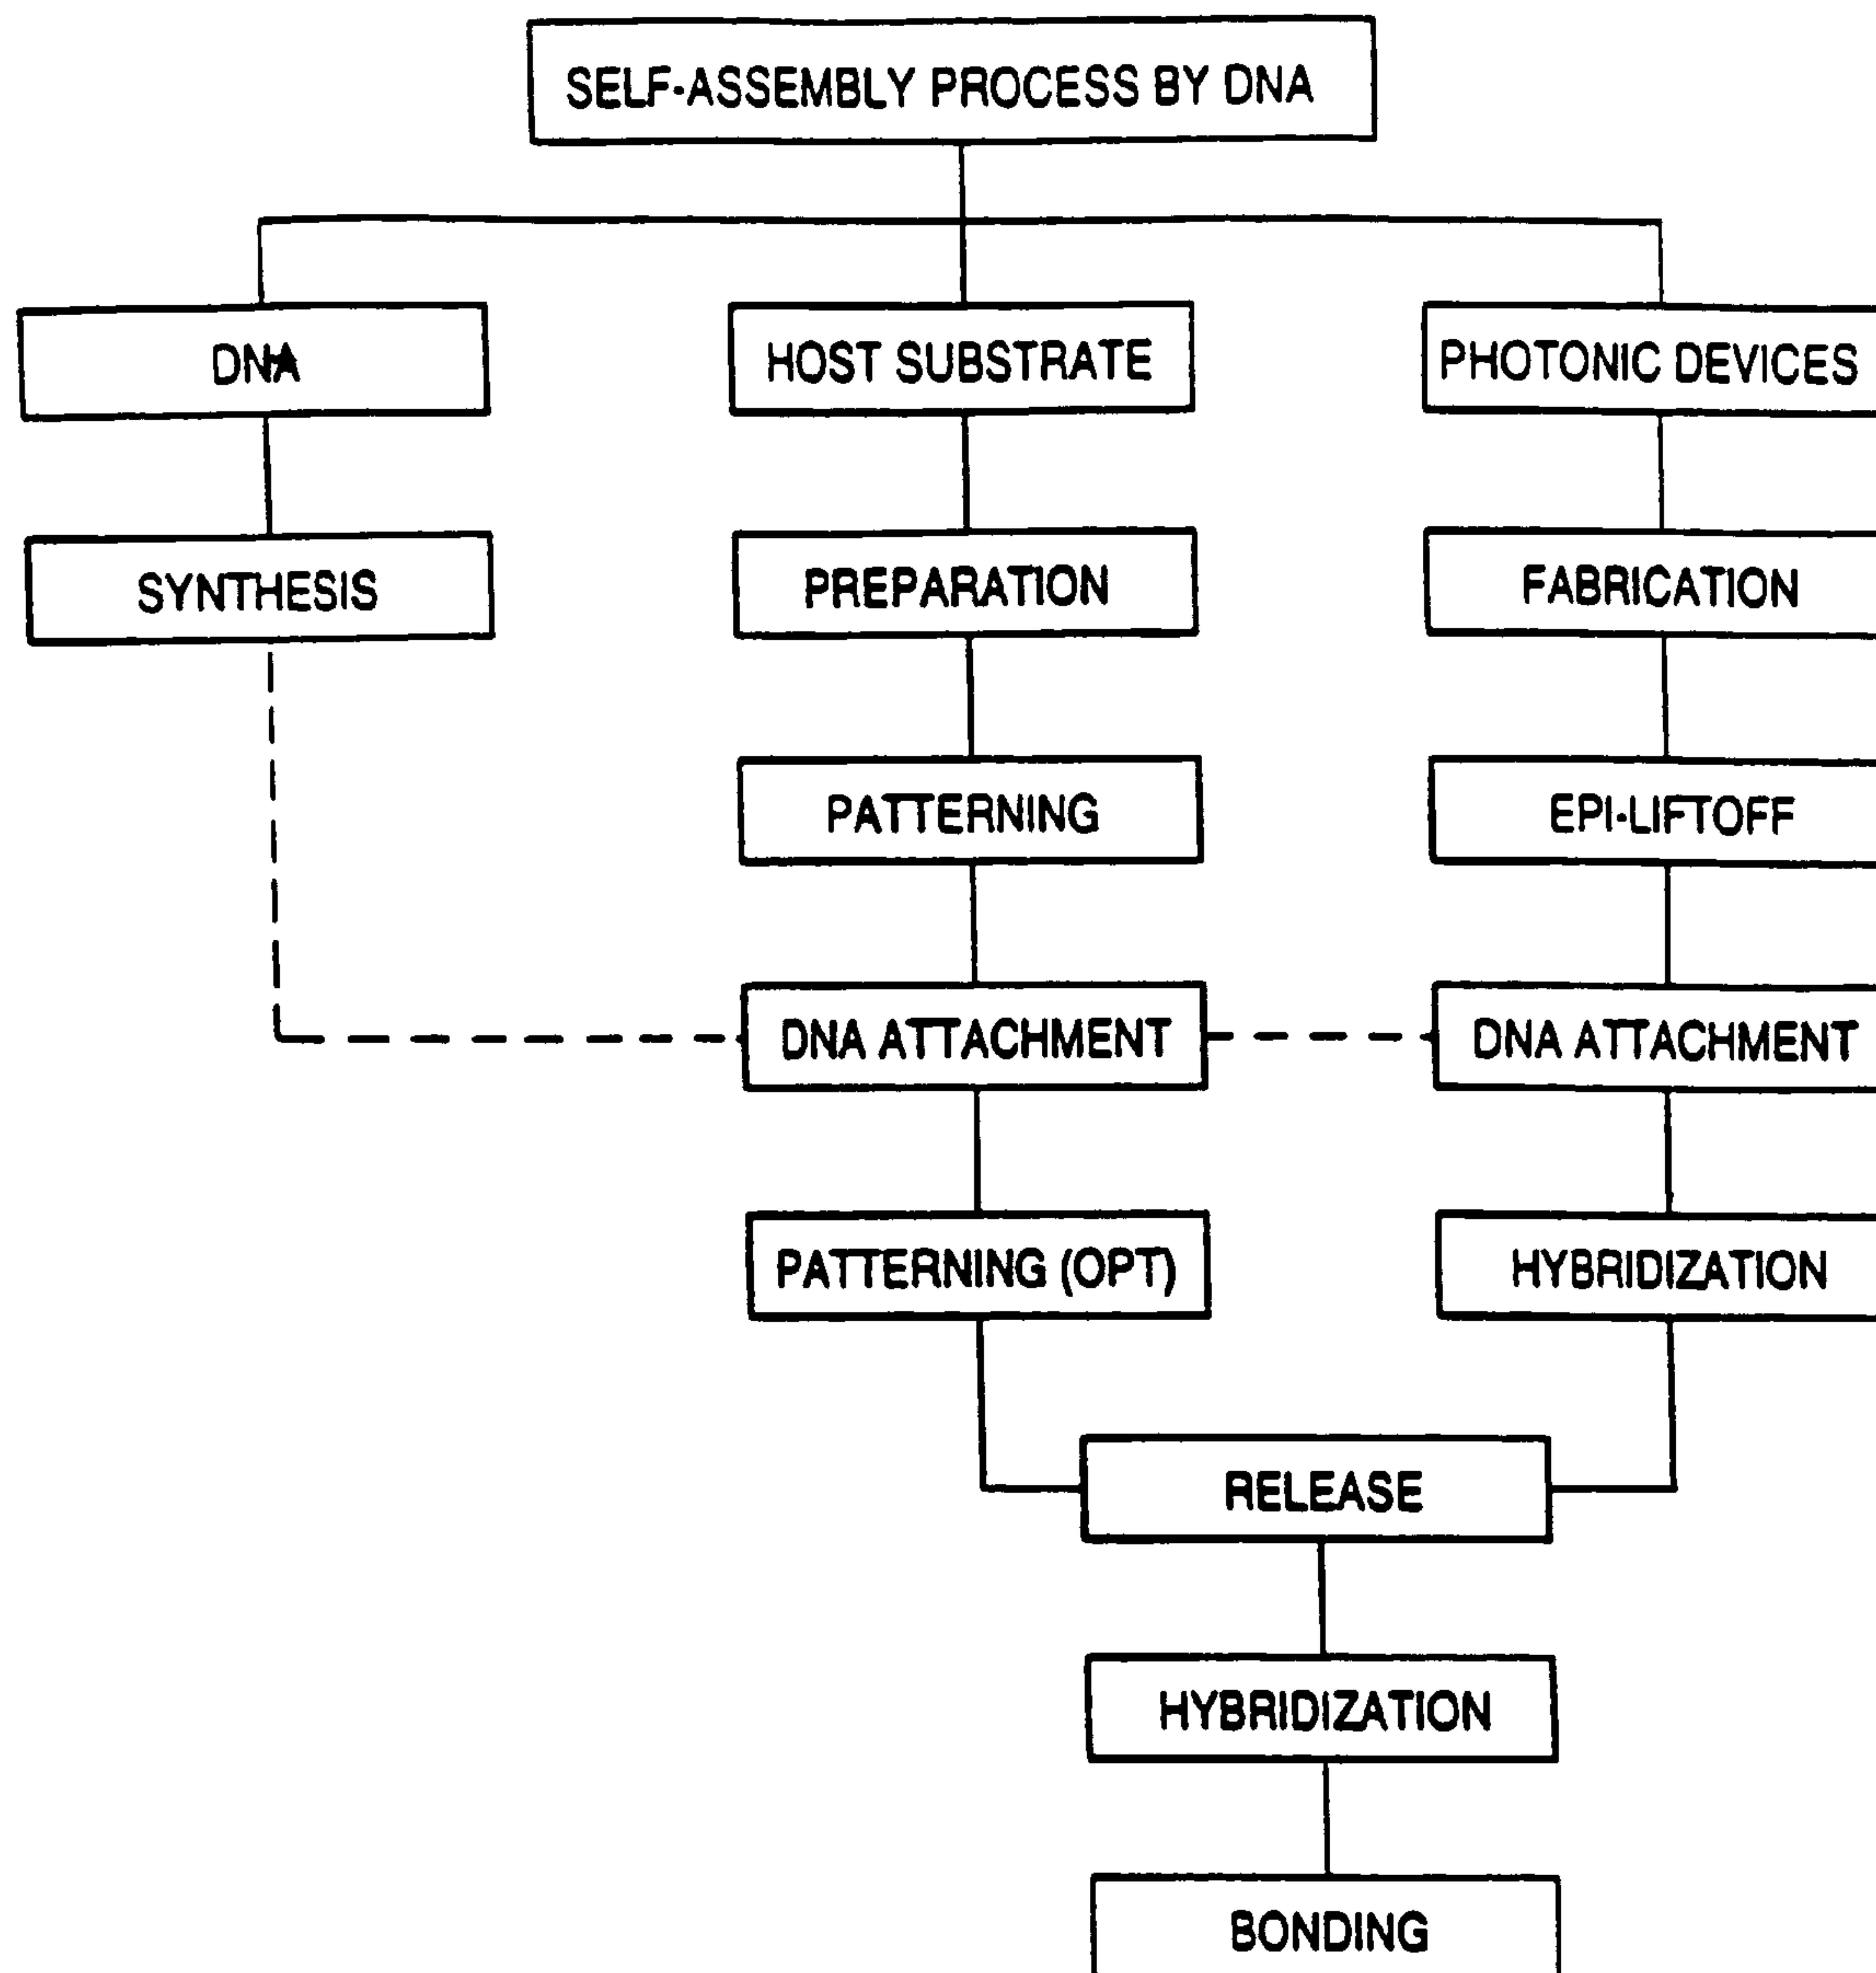 SELF-ASSEMBLY PROCESS BY DNA
DNA
HOST SUBSTRATE
PHOTONIC DEVICES
SYNTHESIS
PREPARATION
FABRICATION
PATTERNING
EPI-LIFTOFF
DNA ATTACHMENT
DNA ATTACHMENT
PATTERNING (OPT)
HYBRIDIZATION
RELEASE
HYBRIDIZATION
BONDING